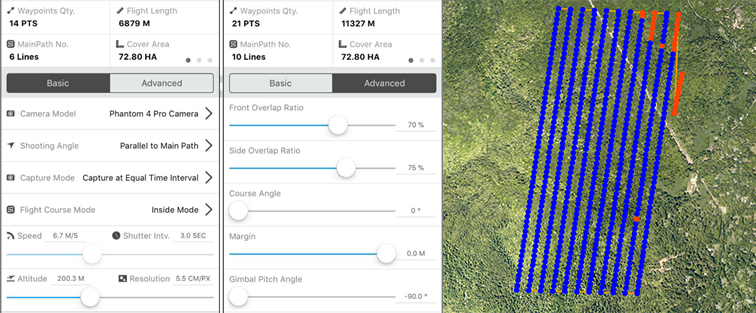 Waypoints Qty.
14 PTS
Flight Length
6879 M
MainPath No.
6 Lines
Cover Area
72.80 HA
Basic
Advanced
Camera Model
Phantom 4 Pro Camera
Shooting Angle
Parallel to Main Path
Capture Mode
Capture at Equal Time Interval
Flight Course Mode
Inside Mode
Speed 6.7 M/S
Shutter Intv. 3.0 SEC
Altitude 200.3 M
Resolution 5.5 CM/PX
Waypoints Qty.
21 PTS
Flight Length
11327 M
MainPath No.
10 Lines
Cover Area
72.80 HA
Basic
Advanced
Front Overlap Ratio
70 %
Side Overlap Ratio
75 %
Course Angle
0 °
Margin
0.0 M
Gimbal Pitch Angle
-90.0 °